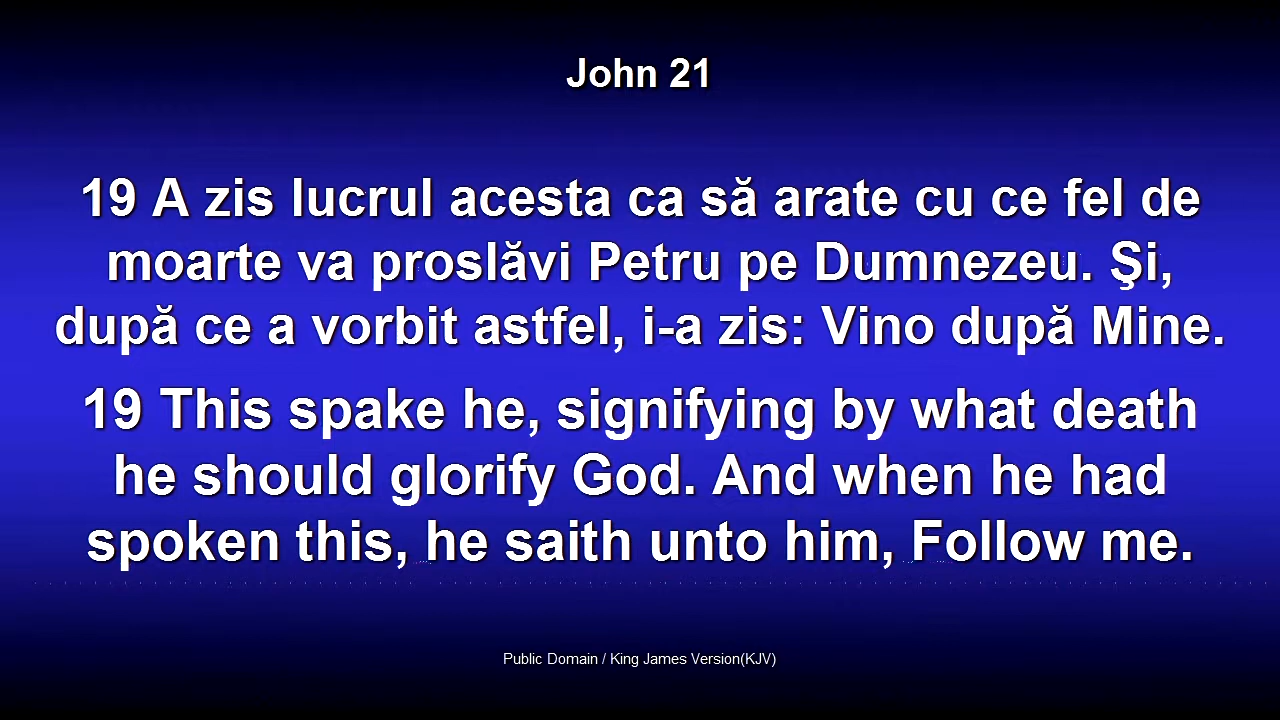 John 21
19 A zis lucrul acesta ca să arate cu ce fel de
moarte va proslăvi Petru pe Dumnezeu. Şi,
după ce a vorbit astfel, i-a zis: Vino după Mine.
19 This spake he, signifying by what death
he should glorify God. And when he had
spoken this, he saith unto him, Follow me.
Public Domain / King James Version(KJV)